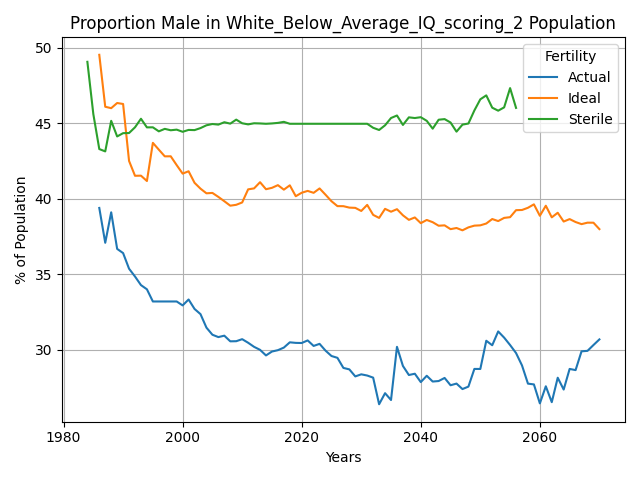 Proportion Male in White_Below_Average_IQ_scoring_2 Population
% of Population
50
45
40
35
30
1980
2000
2020
2040
2060
Years
Fertility
Actual
Ideal
Sterile